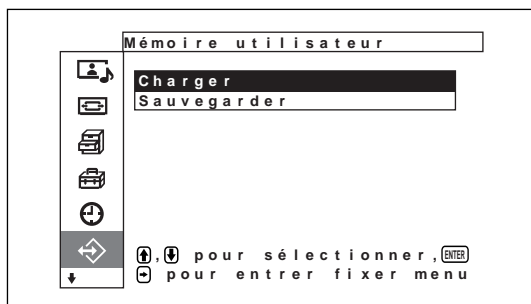 Mémoire utilisateur
Charger
Sauvegarder
, pour sélectionner, ENTER
pour entrer fixer menu